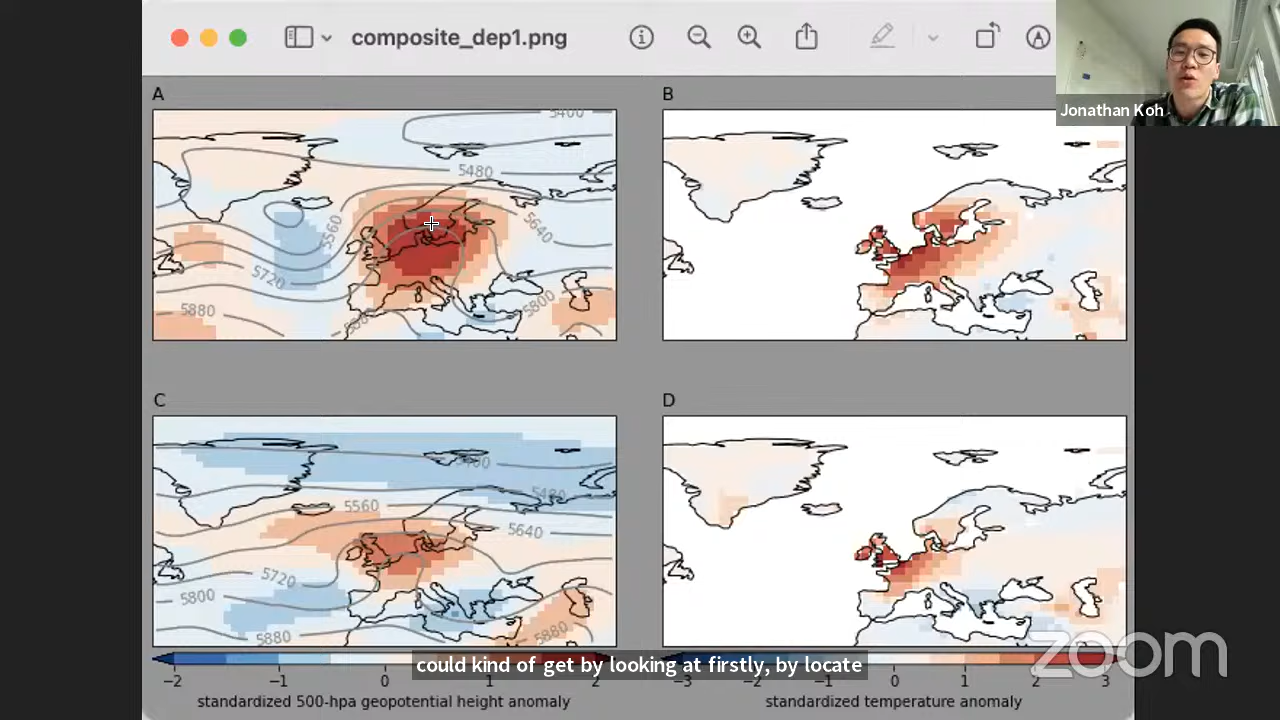 composite_dep1.png
Jonathan Koh
A
B
5400
5480
5560
5640
5720
5800
5880
C
D
5400
5480
5560
5640
5720
5800
5880
5880
zoom
could kind of get by looking at firstly, by locate
−2
−1
0
1
2
−3
−1
0
1
2
3
standardized 500-hpa geopotential height anomaly
standardized temperature anomaly